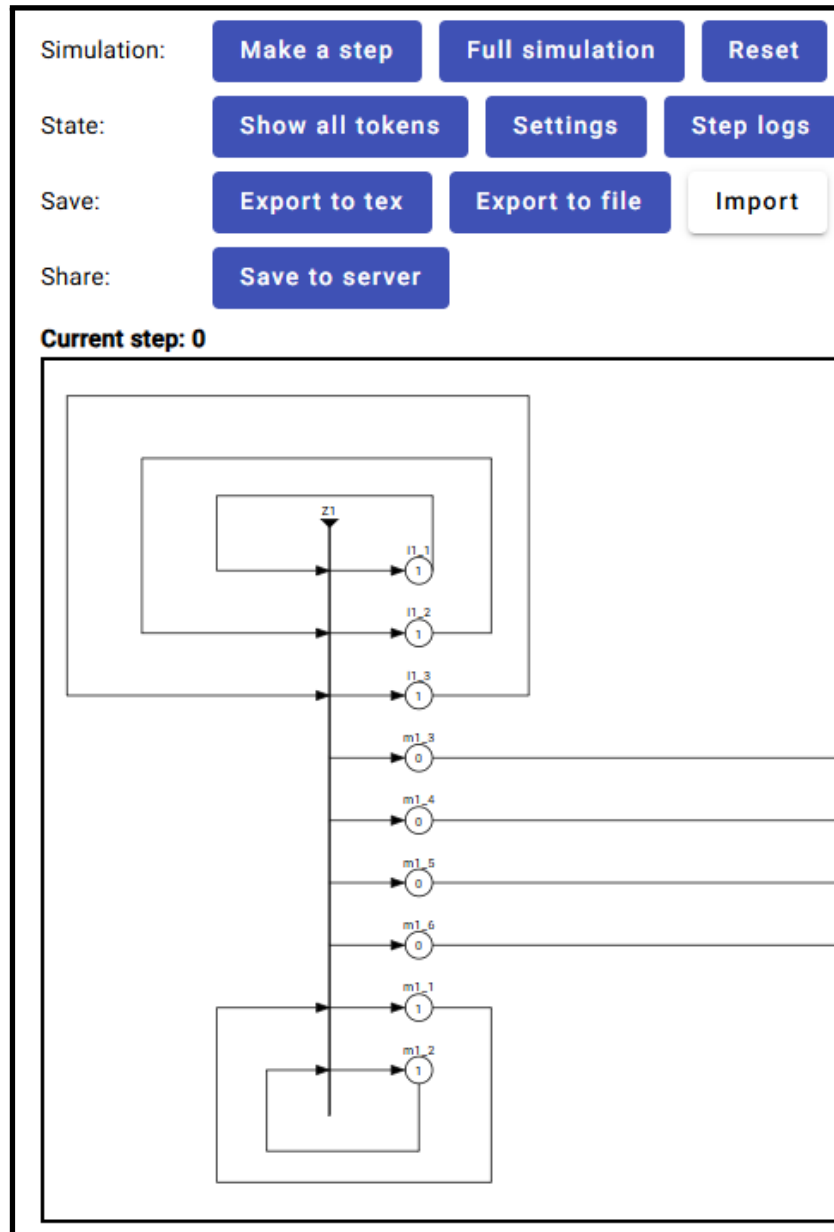 Simulation: Make a step Full simulation Reset
State: Show all tokens Settings Step logs
Save: Export to tex Export to file Import
Share: Save to server
Current step: 0
Z1
l1_1
1
l1_2
1
l1_3
1
m1_3
0
m1_4
0
m1_5
0
m1_6
0
m1_1
1
m1_2
1